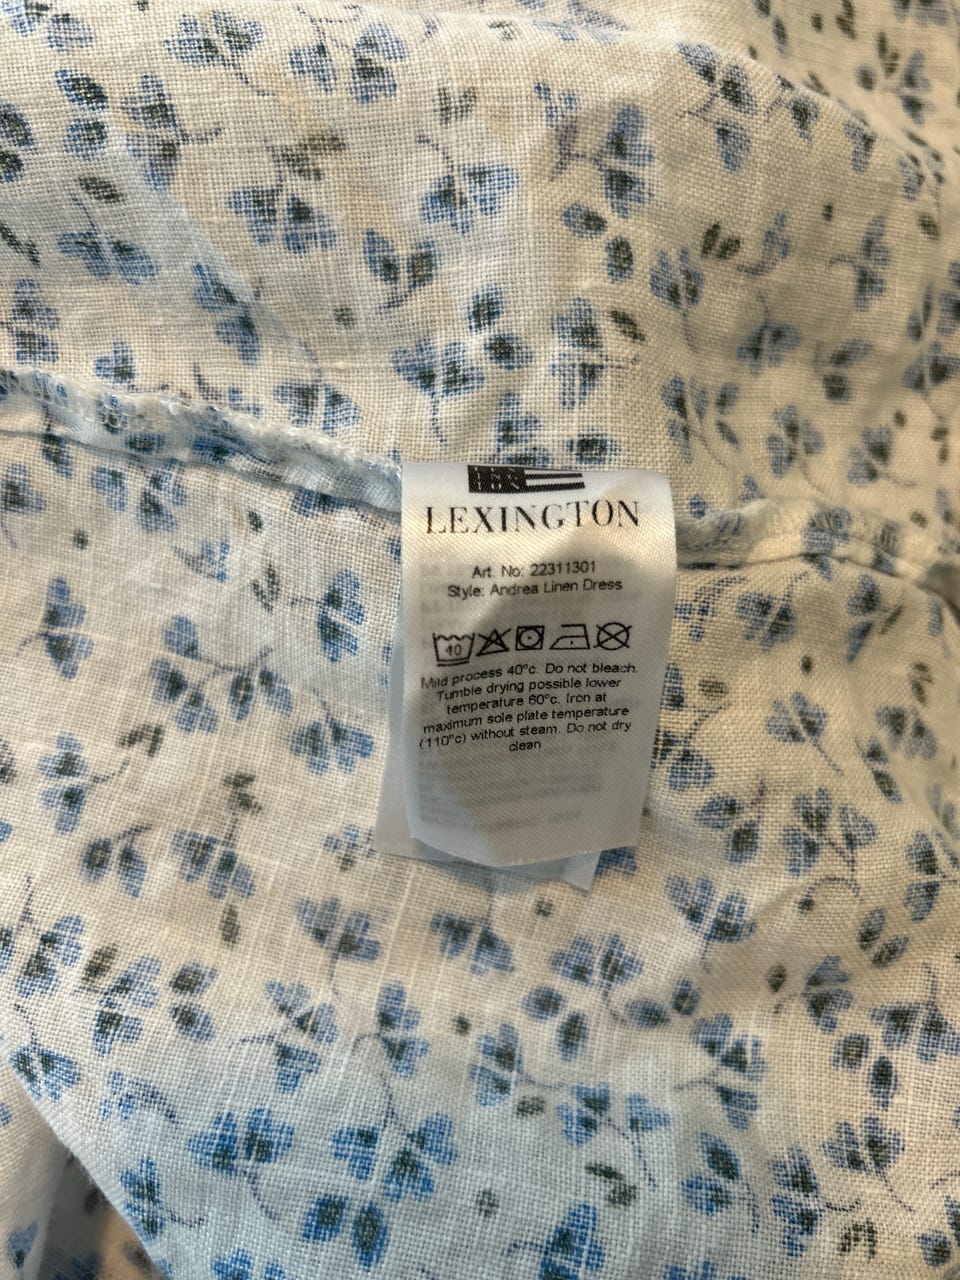 LEXINGTON
Art. No: 22311301
Style: Andrea Linen Dress
40
Mild process 40°c. Do not bleach.
Tumble drying possible lower
temperature 60°c. Iron at
maximum sole plate temperature
(110°c) without steam. Do not dry
clean